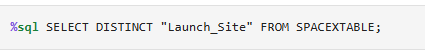 %sql SELECT DISTINCT "Launch_Site" FROM SPACEXTABLE;